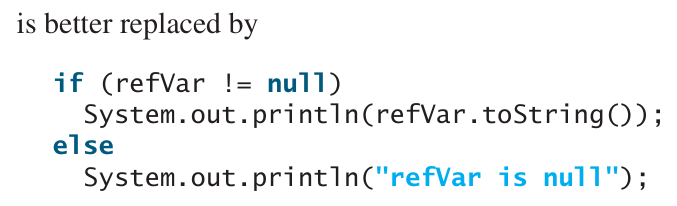 is better replaced by
if (refVar != null)
System.out.println(refVar.toString());
else
System.out.println("refVar is null");